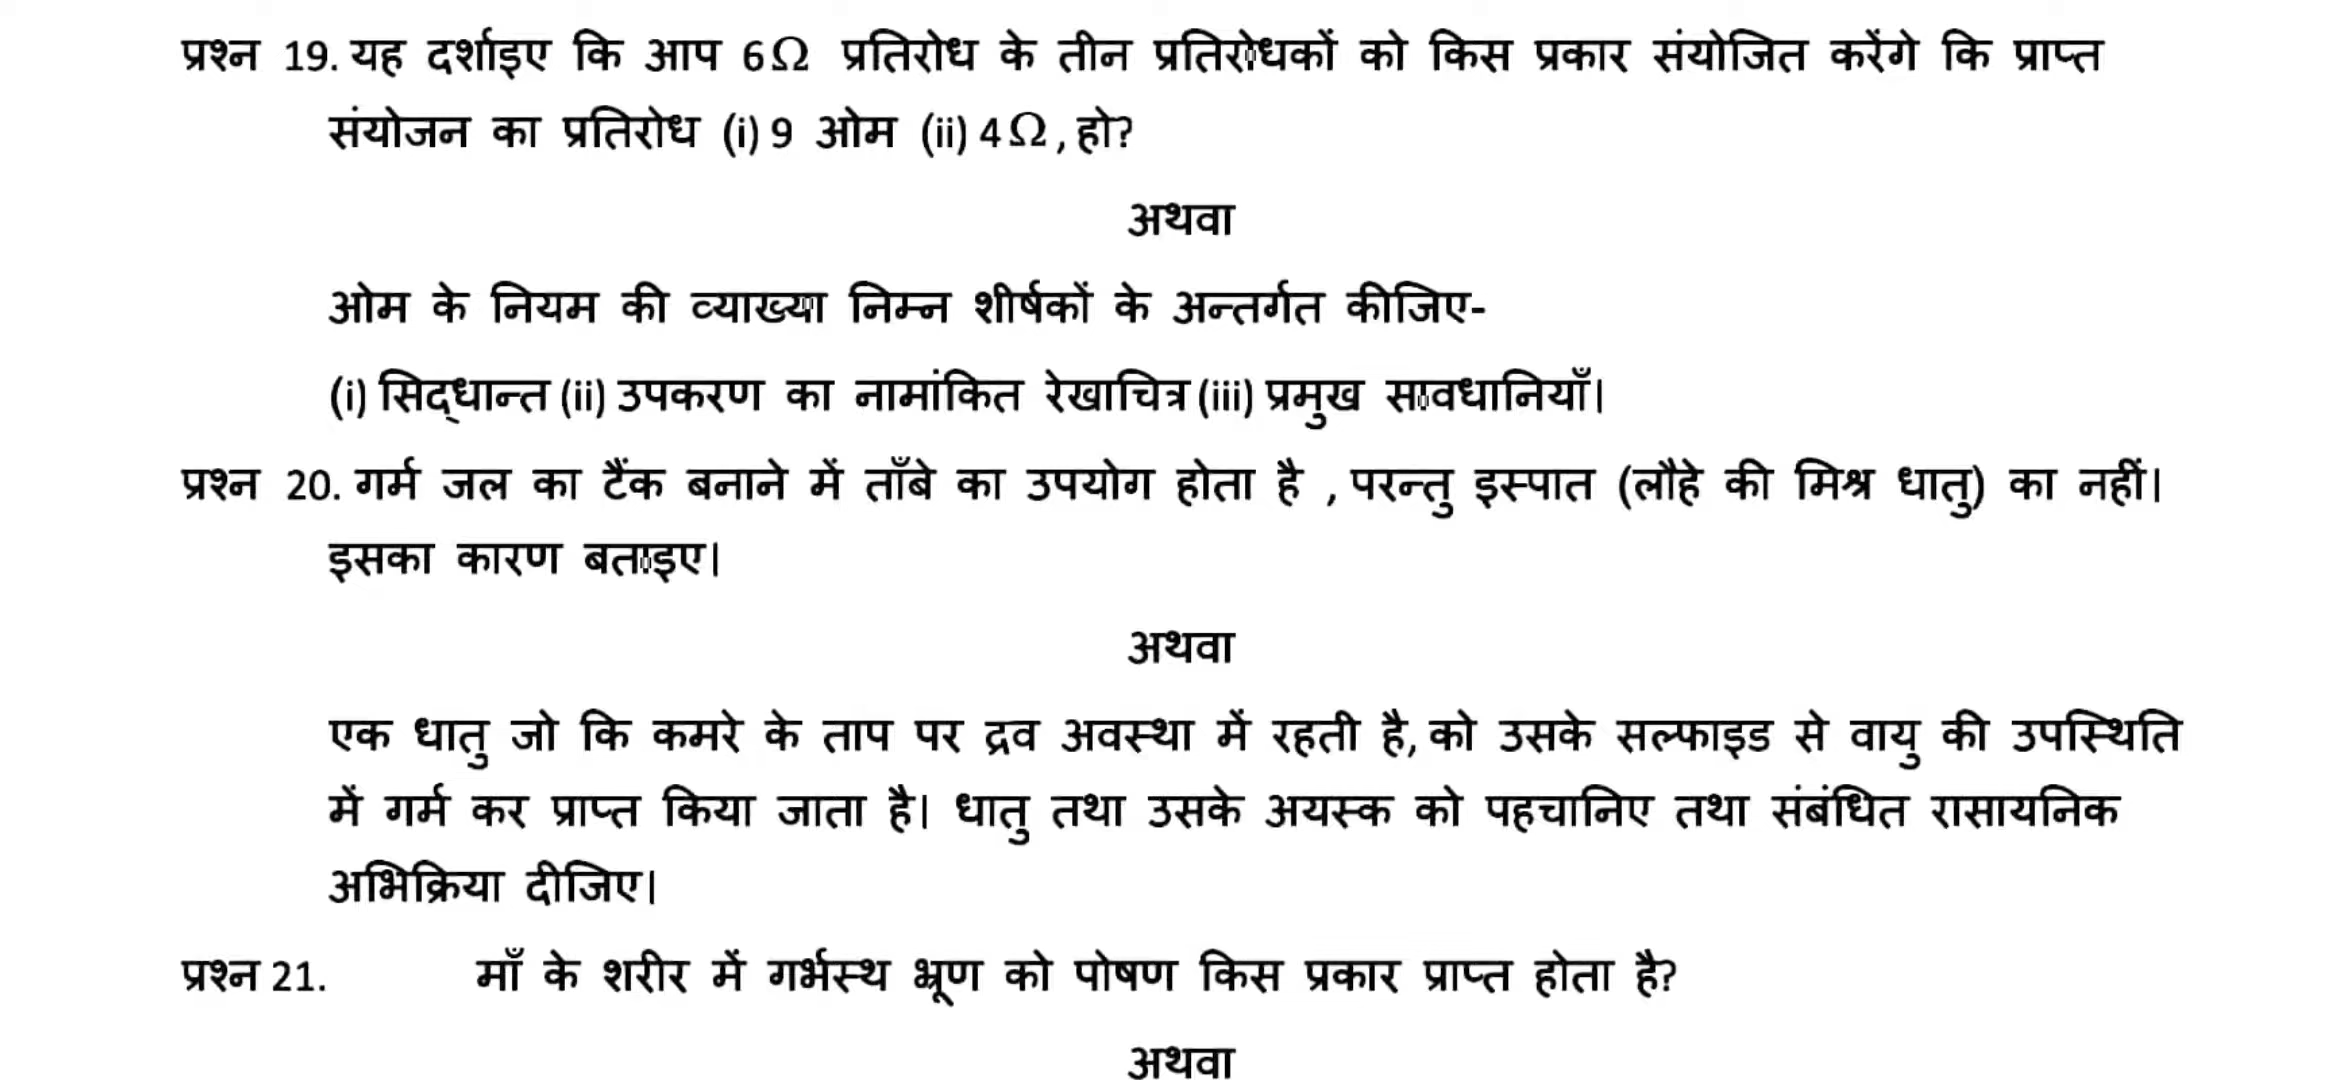 प्रश्न 19. यह दर्शाइए कि आप 6Ω प्रतिरोध के तीन प्रतिरोधकों को किस प्रकार संयोजित करेंगे कि प्राप्त
संयोजन का प्रतिरोध (i) 9 ओम (ii) 4Ω, हो?
अथवा
ओम के नियम की व्याख्या निम्न शीर्षकों के अन्तर्गत कीजिए-
(i) सिद्धान्त (ii) उपकरण का नामांकित रेखाचित्र (iii) प्रमुख सावधानियाँ।
प्रश्न 20. गर्म जल का टैंक बनाने में ताँबे का उपयोग होता है , परन्तु इस्पात (लौहे की मिश्र धातु) का नहीं।
इसका कारण बताइए।
अथवा
एक धातु जो कि कमरे के ताप पर द्रव अवस्था में रहती है, को उसके सल्फाइड से वायु की उपस्थिति
में गर्म कर प्राप्त किया जाता है। धातु तथा उसके अयस्क को पहचानिए तथा संबंधित रासायनिक
अभिक्रिया दीजिए।
प्रश्न 21. माँ के शरीर में गर्भस्थ भ्रूण को पोषण किस प्रकार प्राप्त होता है?
अथवा